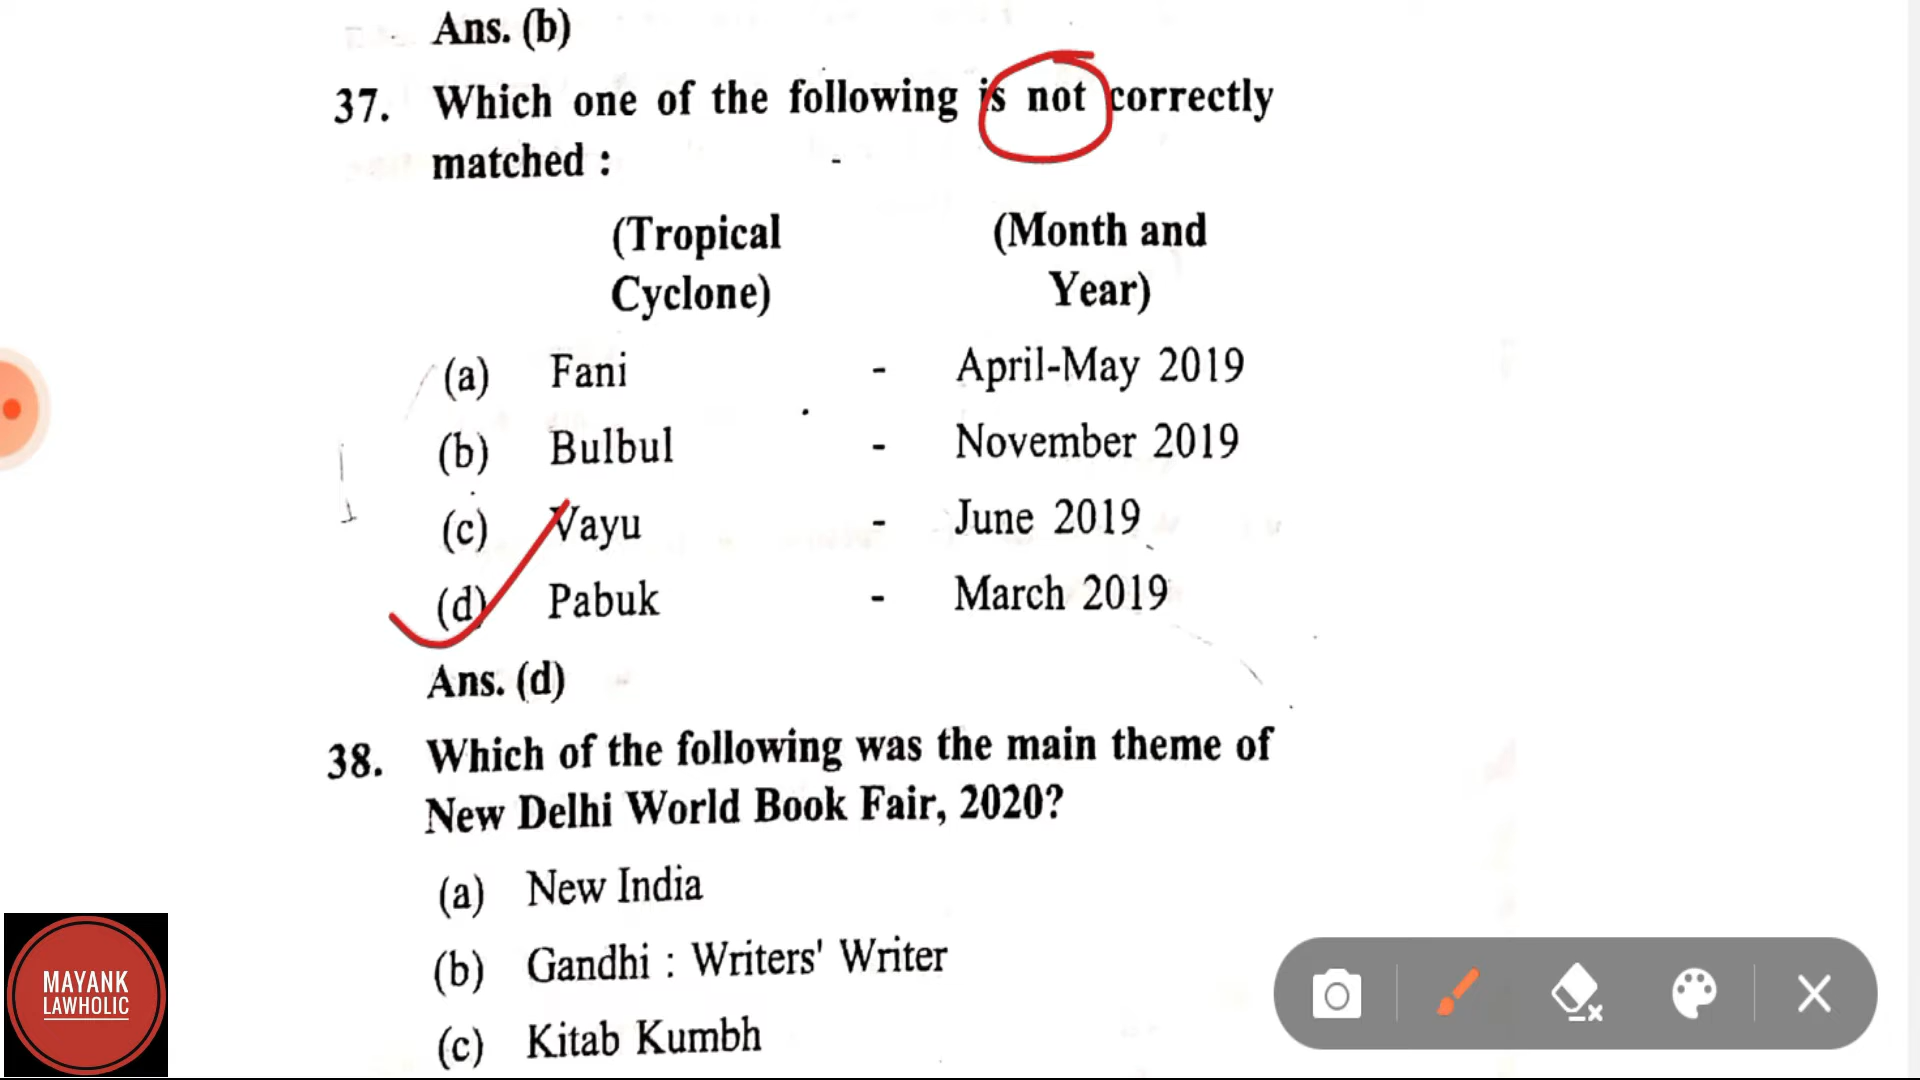 Ans. (b)
37. Which one of the following is not correctly
matched :
(Tropical (Month and
Cyclone) Year)
(a) Fani - April-May 2019
(b) Bulbul - November 2019
(c) Vayu - June 2019
(d) Pabuk - March 2019
Ans. (d)
38. Which of the following was the main theme of
New Delhi World Book Fair, 2020?
(a) New India
(b) Gandhi : Writers' Writer
(c) Kitab Kumbh
MAYANK
LAWHOLIC